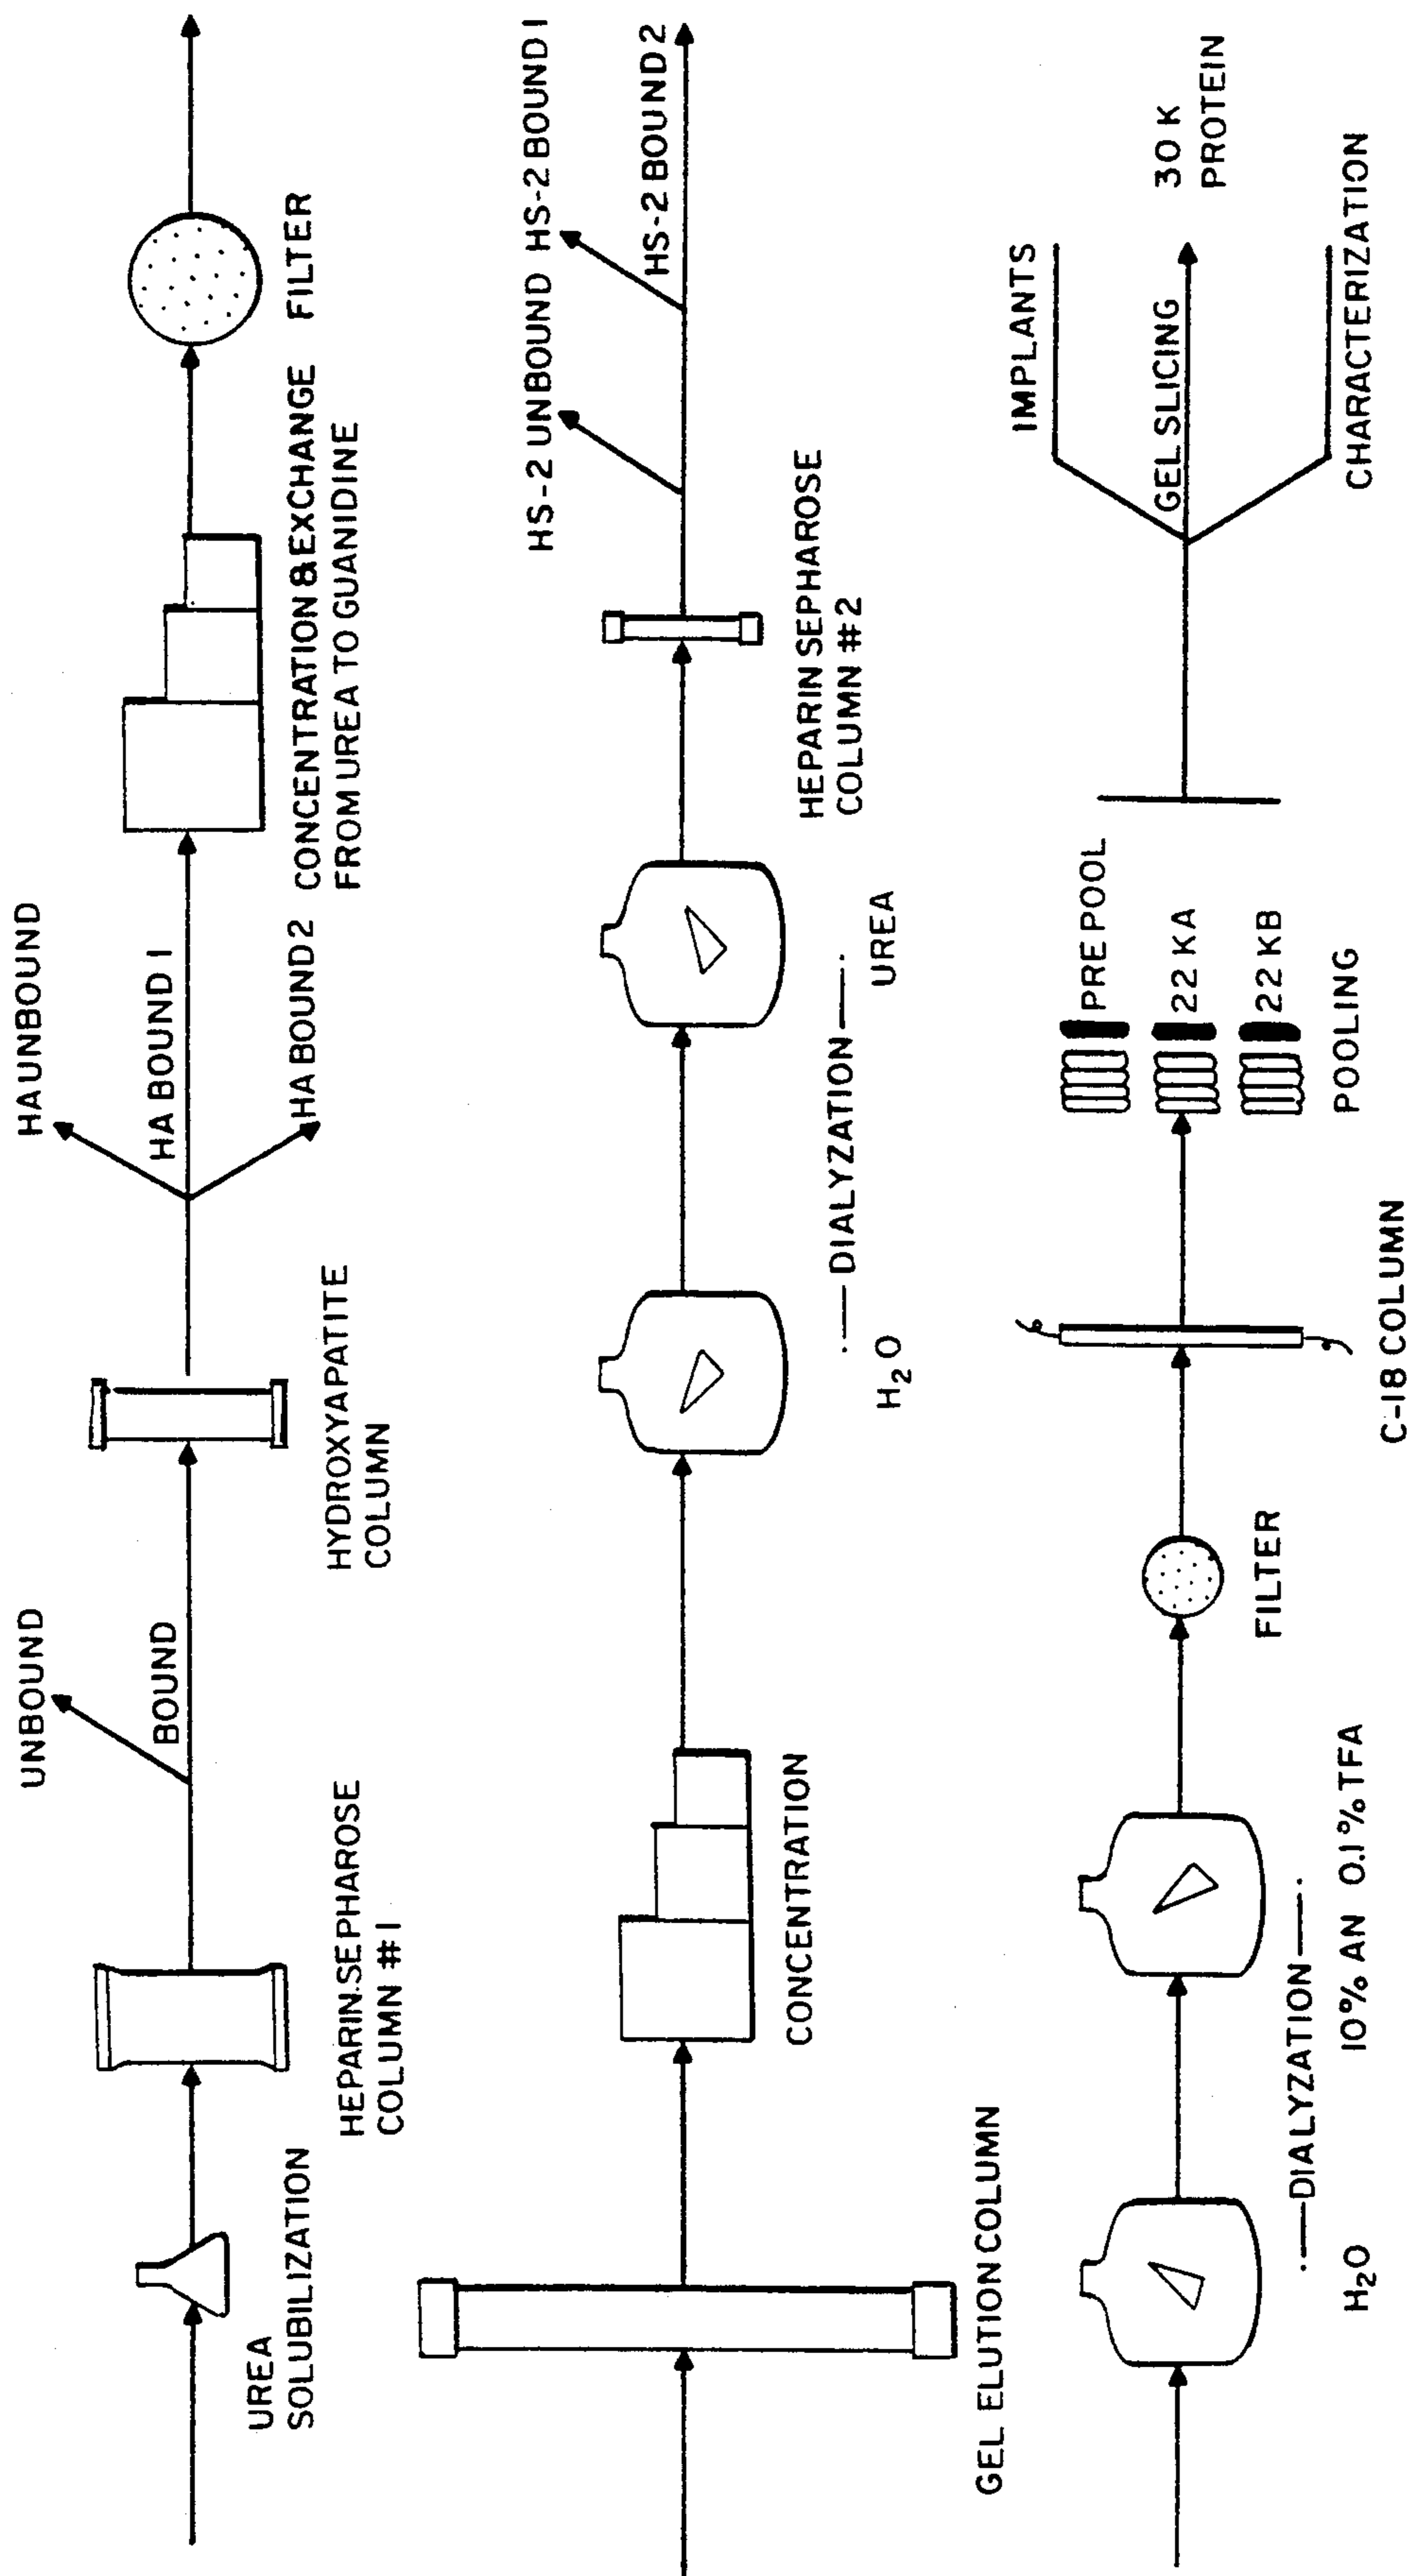 UREA
SOLUBILIZATION
HEPARIN.SEPHAROSE
COLUMN #1
UNBOUND
BOUND
HYDROXYAPATITE
COLUMN
HA UNBOUND
HA BOUND 1
HA BOUND 2
CONCENTRATION & EXCHANGE
FROM UREA TO GUANIDINE
FILTER
GEL ELUTION COLUMN
CONCENTRATION
H2O
DIALYZATION
UREA
HEPARIN SEPHAROSE
COLUMN #2
HS-2 UNBOUND
HS-2 BOUND 1
HS-2 BOUND 2
H2O
DIALYZATION
10% AN 0.1% TFA
FILTER
C-18 COLUMN
PRE POOL
22 KA
22 KB
POOLING
IMPLANTS
GEL SLICING
30 K
PROTEIN
CHARACTERIZATION